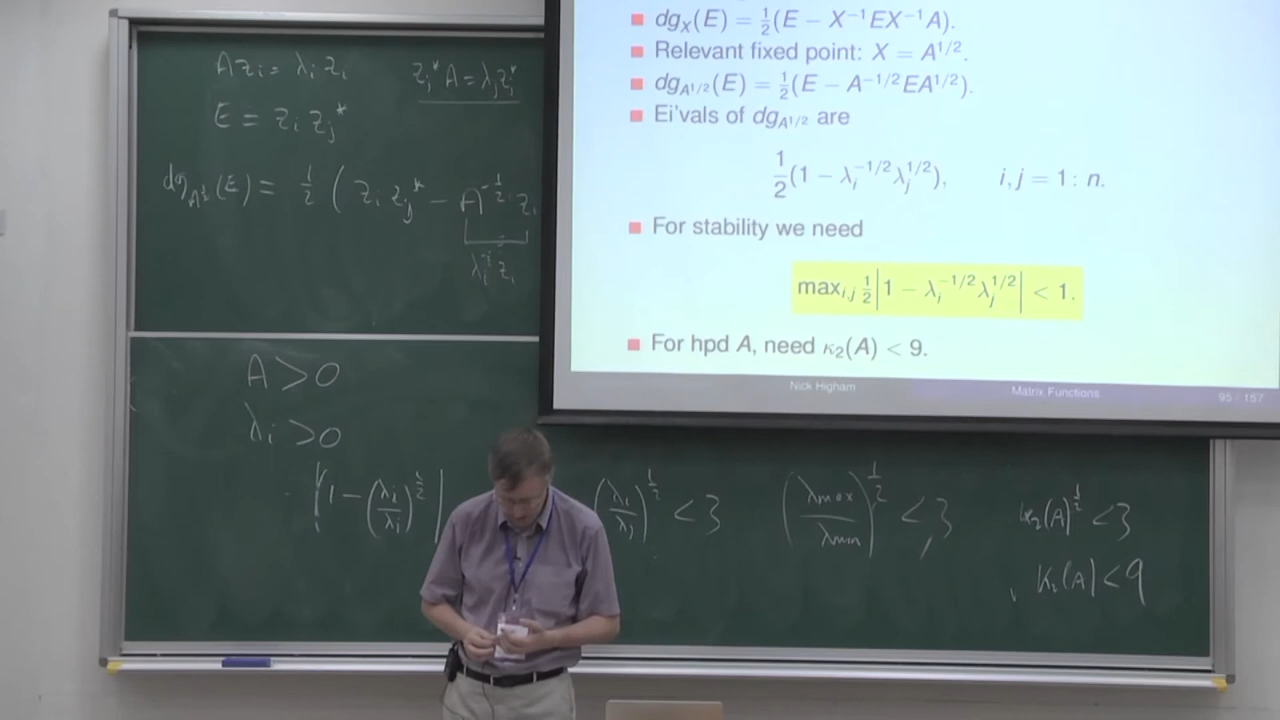 Az_i = λ_i z_i
z_j^* A = λ_j z_j^*
E = z_i z_j^*
dg_{A^{1/2}}(E) = 1/2 ( z_i z_j^* − A^{-1/2} z_i
λ_i^{-1/2} z_i
A > 0
λ_i > 0
(λ_i/λ_j)^{1/2} < 3
(λmax/λmin)^{1/2} < 3,
κ_2(A)^{1/2} < 3
κ_2(A) < 9
■ dg_X(E) = ½(E − X^{−1}EX^{−1}A).
■ Relevant fixed point: X = A^{1/2}.
■ dg_{A^{1/2}}(E) = ½(E − A^{−1/2}EA^{1/2}).
■ Ei'vals of dg_{A^{1/2}} are
1/2(1 − λ_i^{−1/2}λ_j^{1/2}), i, j = 1: n.
■ For stability we need
max_{i,j} ½|1 − λ_i^{−1/2}λ_j^{1/2}| < 1.
■ For hpd A, need κ_2(A) < 9.
Nick Higham Matrix Functions 95 / 157